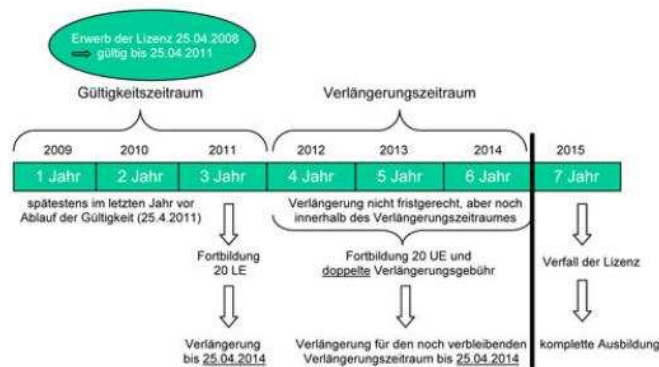 Erwerb der Lizenz 25.04.2008
gültig bis 25.04.2011
Gültigkeitszeitraum
Verlängerungszeitraum
2009
2010
2011
2012
2013
2014
2015
1 Jahr
2 Jahr
3 Jahr
4 Jahr
5 Jahr
6 Jahr
7 Jahr
spätestens im letzten Jahr vor
Ablauf der Gültigkeit (25.4.2011)
Verlängerung nicht fristgerecht, aber noch
innerhalb des Verlängerungszeitraumes
Fortbildung
20 LE
Fortbildung 20 UE und
doppelte Verlängerungsgebühr
Verfall der Lizenz
Verlängerung
bis 25.04.2014
Verlängerung für den noch verbleibenden
Verlängerungszeitraum bis 25.04.2014
komplette Ausbildung